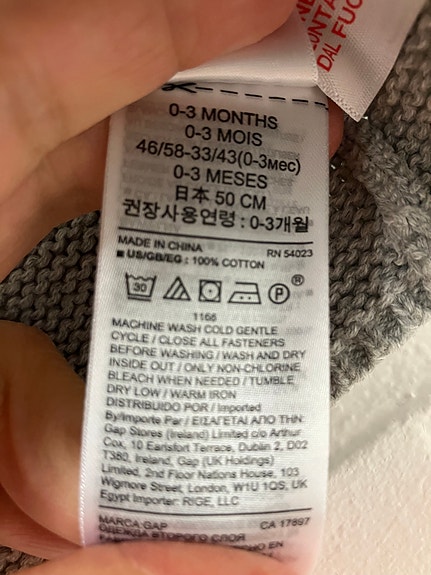 DAL FUO
0-3 MONTHS
0-3 MOIS
46/58-33/43(0-3мес)
0-3 MESES
日本 50 CM
권장사용연령 : 0-3개월
MADE IN CHINA RN 54023
■ US/GB/EG : 100% COTTON
30 P ®
1166
MACHINE WASH COLD GENTLE
CYCLE / CLOSE ALL FASTENERS
BEFORE WASHING / WASH AND DRY
INSIDE OUT / ONLY NON-CHLORINE
BLEACH WHEN NEEDED / TUMBLE
DRY LOW / WARM IRON
DISTRIBUIDO POR / Imported
By/Importe Par / ΕΙΣΑΓΕΤΑΙ ΑΠΟ ΤΗΝ:
Gap Stores (Ireland) Limited c/o Arthur
Cox, 10 Earlsfort Terrace, Dublin 2, D02
T380, Ireland, Gap (UK Holdings)
Limited, 2nd Floor Nations House, 103
Wigmore Street, London, W1U 1QS, UK
Egypt Importer: RIGE, LLC
MARCA GAP CA 17897
ОДЕЖДА ВТОРОГО СЛОЯ